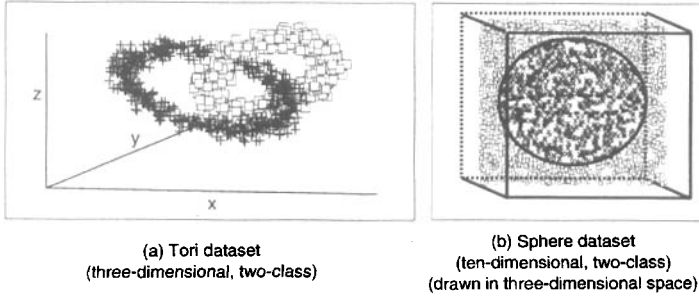 z
y
x
(a) Tori dataset
(three-dimensional, two-class)
(b) Sphere dataset
(ten-dimensional, two-class)
(drawn in three-dimensional space)